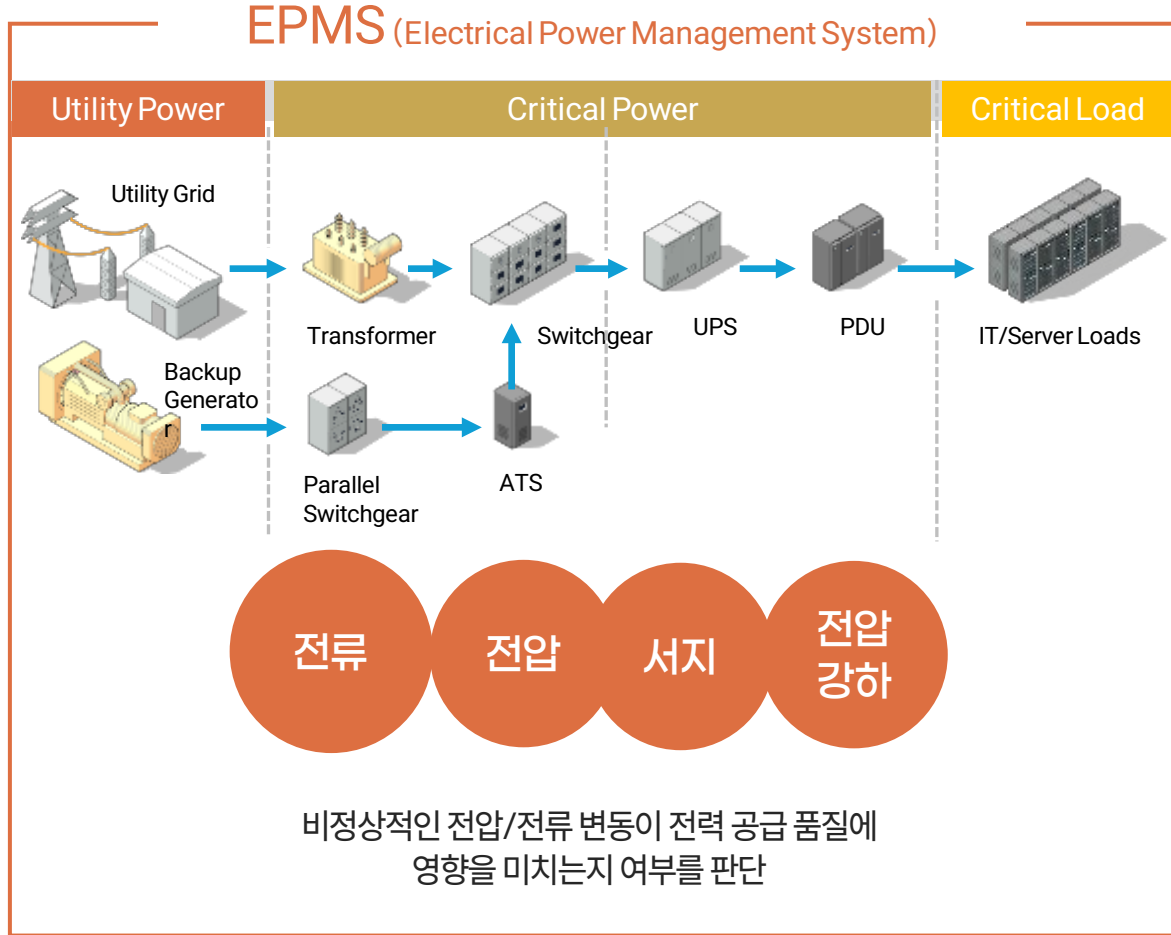 EPMS (Electrical Power Management System)
Utility Power
Critical Power
Critical Load
Utility Grid
Transformer
Switchgear
UPS
PDU
IT/Server Loads
Backup
Generato
r
Parallel
Switchgear
ATS
전류
전압
서지
전압
강하
비정상적인 전압/전류 변동이 전력 공급 품질에
영향을 미치는지 여부를 판단